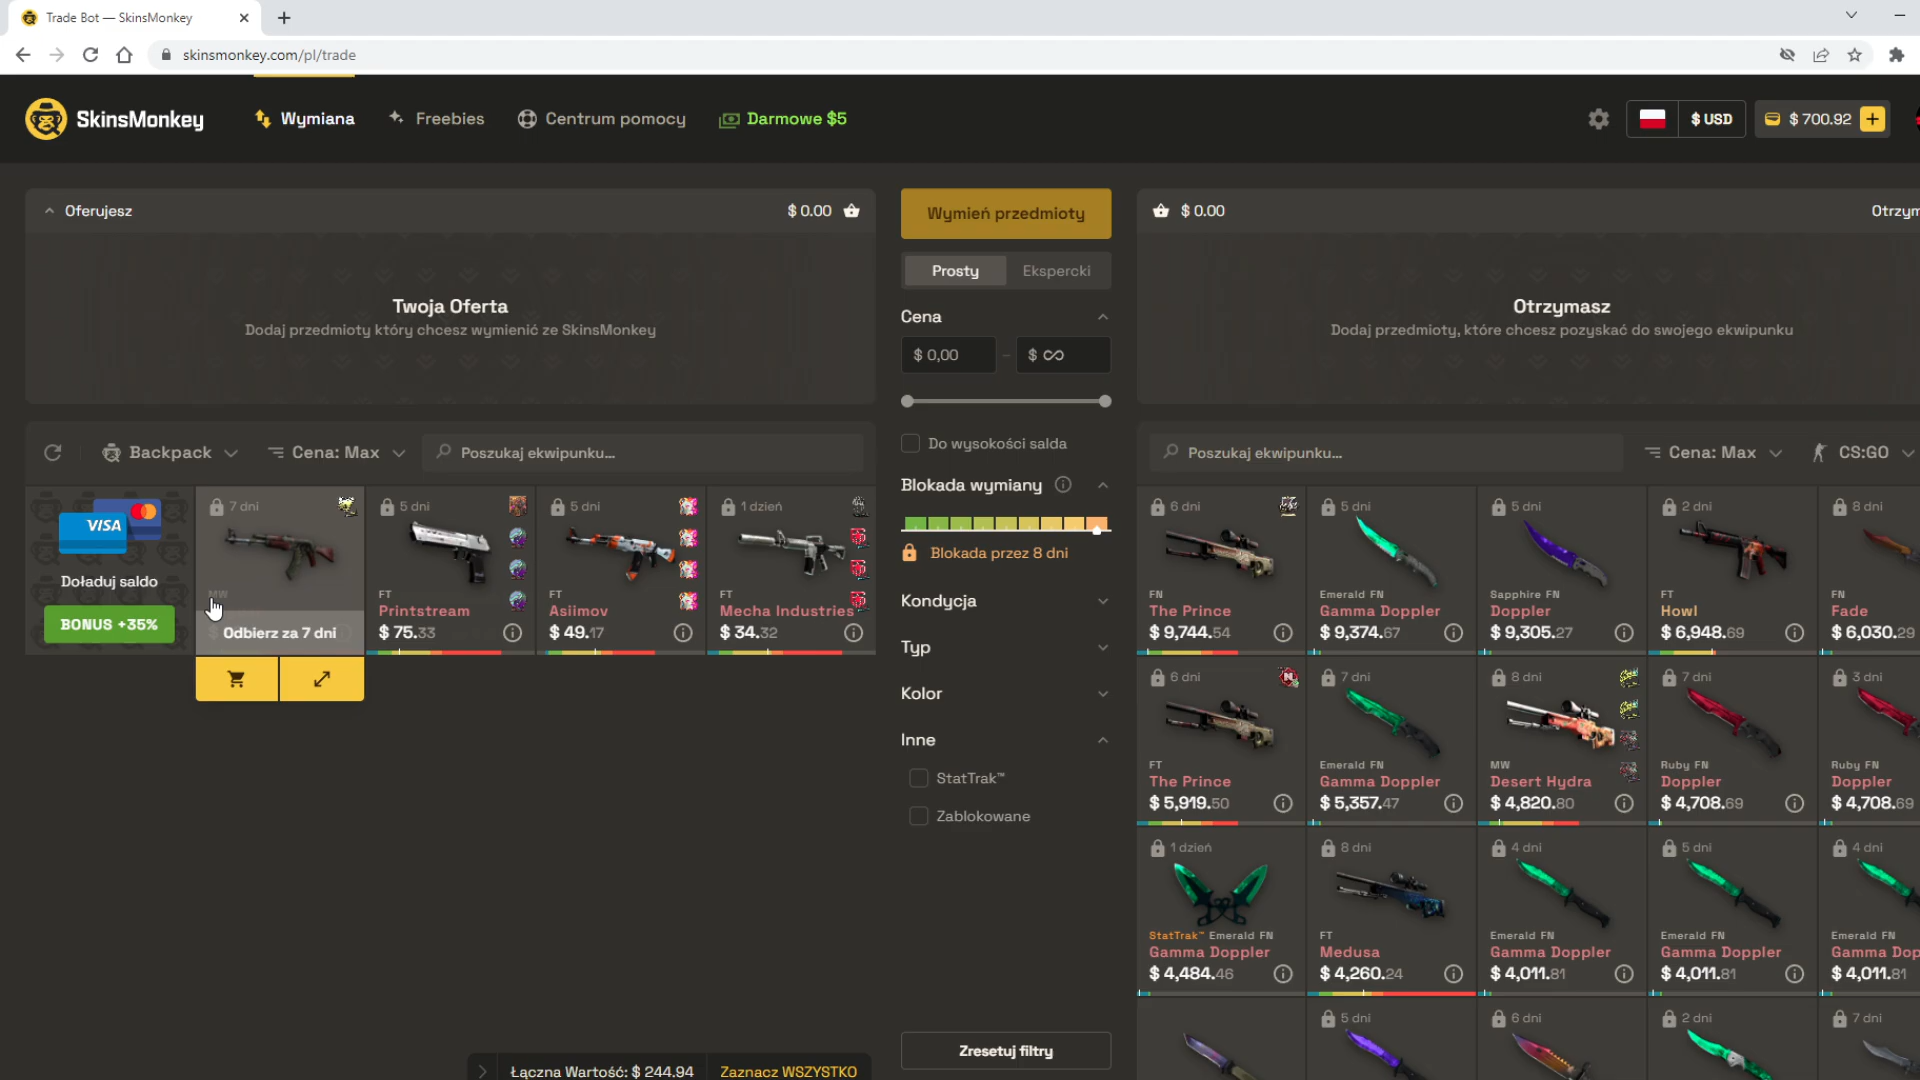 Trade Bot — SkinsMonkey
skinsmonkey.com/pl/trade
SkinsMonkey
Wymiana
Freebies
Centrum pomocy
Darmowe $5
$ USD
$ 700.92
Oferujesz
$ 0.00
Twoja Oferta
Dodaj przedmioty który chcesz wymienić ze SkinsMonkey
Backpack
Cena: Max
Poszukaj ekwipunku...
VISA
Doładuj saldo
BONUS +35%
7 dni
MW
Odbierz za 7 dni
5 dni
FT
Printstream
$ 75.33
5 dni
FT
Asiimov
$ 49.17
1 dzień
FT
Mecha Industries
$ 34.32
Łączna Wartość: $ 244.94
Zaznacz WSZYSTKO
Wymień przedmioty
Prosty
Ekspercki
Cena
$ 0,00
–
$ ∞
Do wysokości salda
Blokada wymiany
Blokada przez 8 dni
Kondycja
Typ
Kolor
Inne
StatTrak™
Zablokowane
Zresetuj filtry
$ 0.00
Otrzym
Otrzymasz
Dodaj przedmioty, które chcesz pozyskać do swojego ekwipunku
Poszukaj ekwipunku...
Cena: Max
CS:GO
6 dni
FN
The Prince
$ 9,744.54
5 dni
Emerald FN
Gamma Doppler
$ 9,374.67
5 dni
Sapphire FN
Doppler
$ 9,305.27
2 dni
FT
Howl
$ 6,948.69
8 dni
FN
Fade
$ 6,030.29
6 dni
FT
The Prince
$ 5,919.50
7 dni
Emerald FN
Gamma Doppler
$ 5,357.47
8 dni
MW
Desert Hydra
$ 4,820.80
7 dni
Ruby FN
Doppler
$ 4,708.69
3 dni
Ruby FN
Doppler
$ 4,708.69
1 dzień
StatTrak™ Emerald FN
Gamma Doppler
$ 4,484.46
8 dni
FT
Medusa
$ 4,260.24
4 dni
Emerald FN
Gamma Doppler
$ 4,011.81
5 dni
Emerald FN
Gamma Doppler
$ 4,011.81
4 dni
Emerald FN
Gamma Dop
$ 4,011.81
5 dni
6 dni
2 dni
7 dni